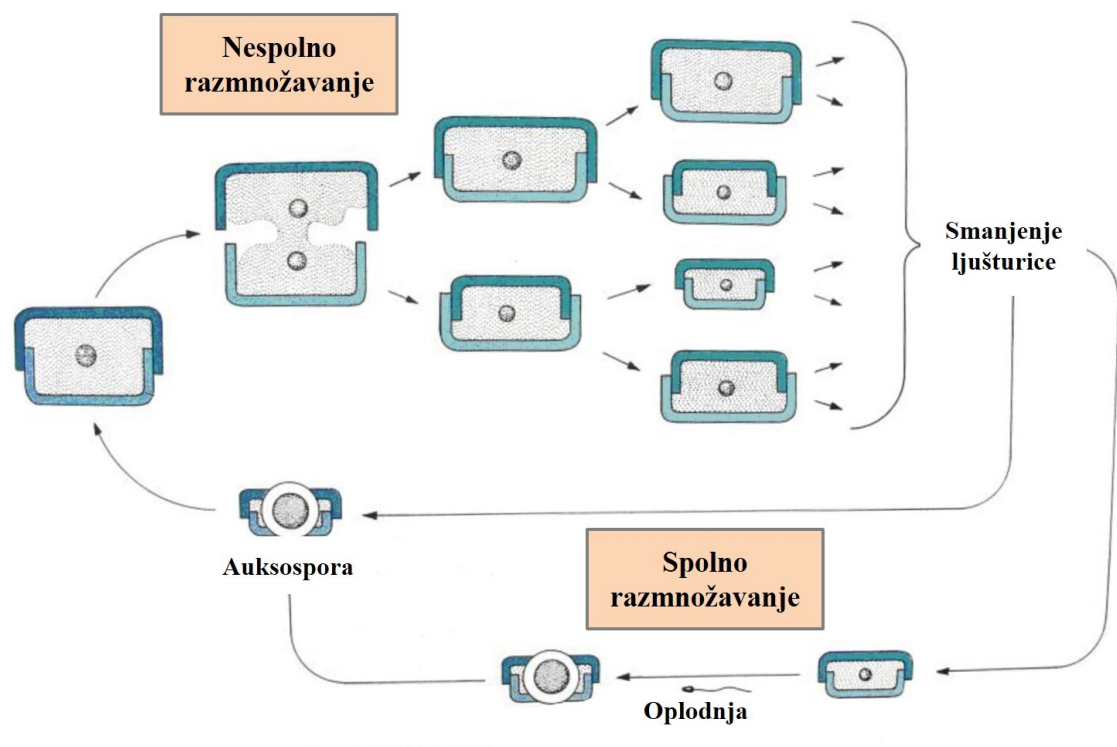 Nespolno
razmnožavanje
Smanjenje
ljušturice
Auksospora
Spolno
razmnožavanje
Oplodnja